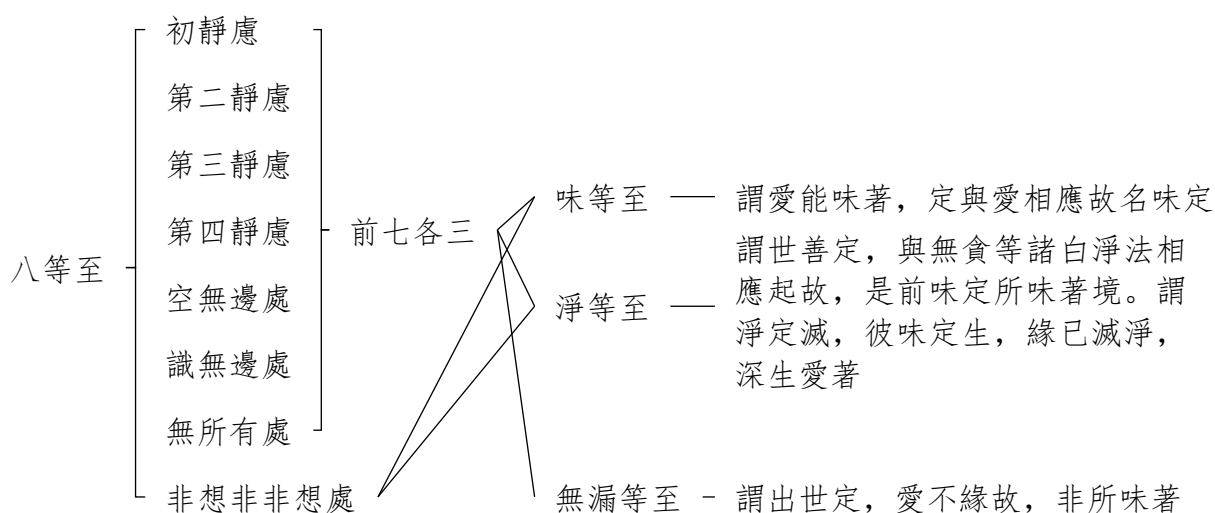 八等至
初靜慮
第二靜慮
第三靜慮
第四靜慮
空無邊處
識無邊處
無所有處
非想非非想處
前七各三
味等至
謂愛能味著，定與愛相應故名味定
淨等至
謂世善定，與無貪等諸白淨法相
應起故，是前味定所味著境。謂
淨定滅，彼味定生，緣已滅淨，
深生愛著
無漏等至
謂出世定，愛不緣故，非所味著